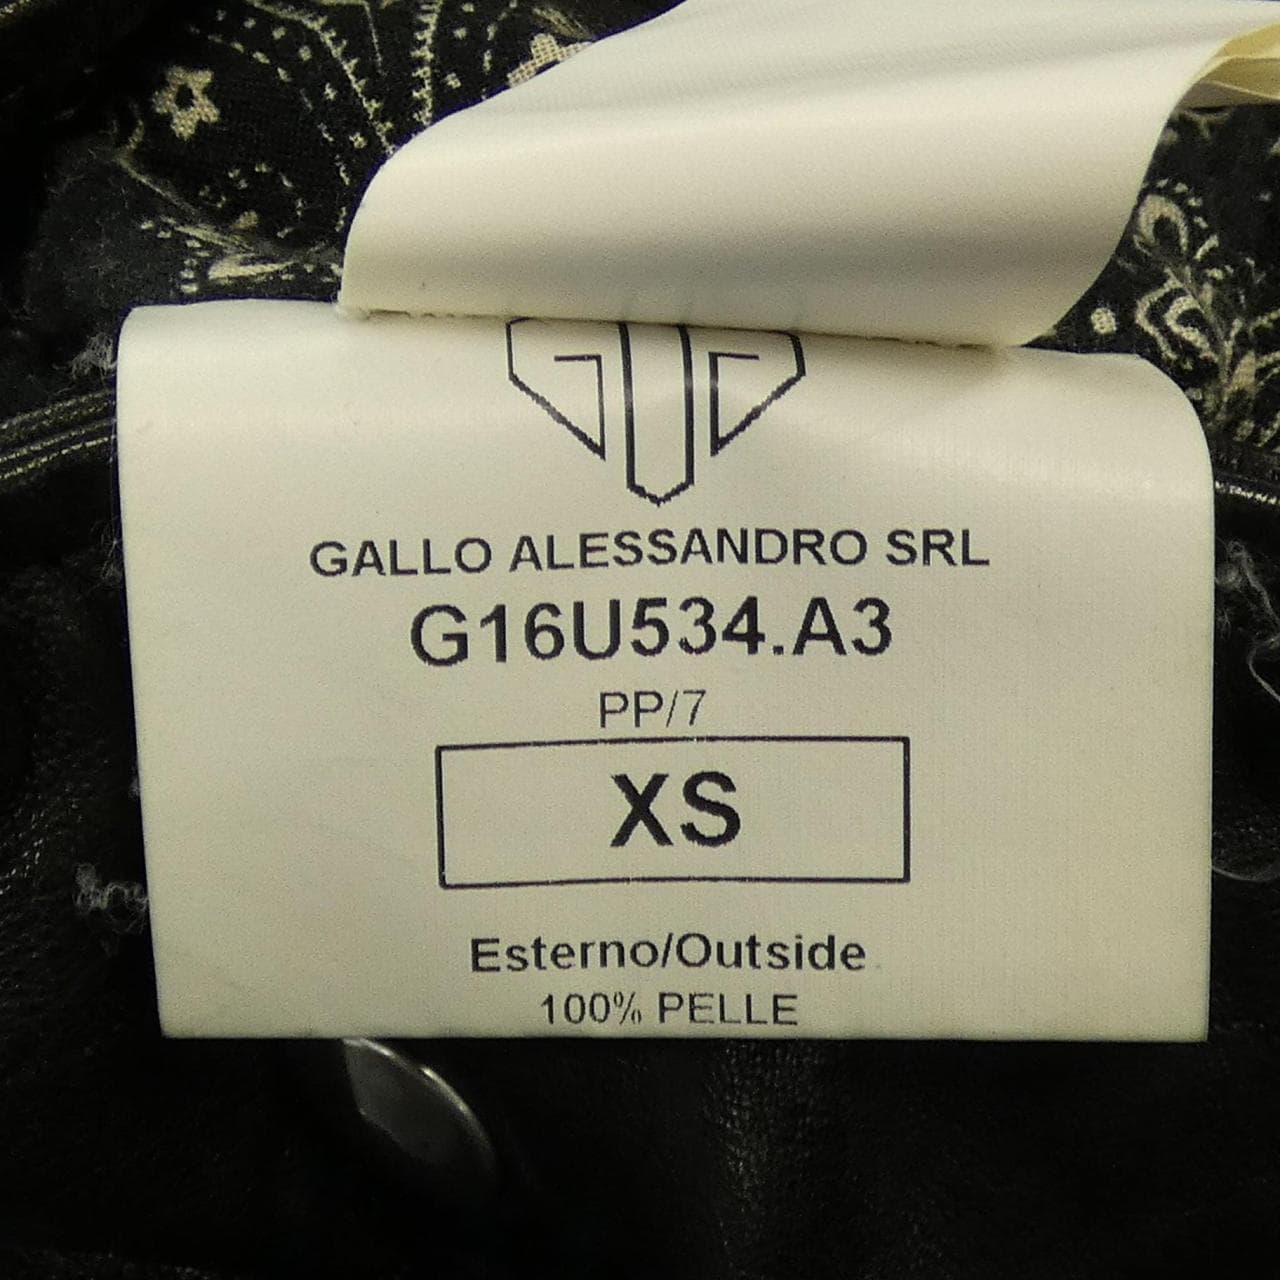 GALLO ALESSANDRO SRL
G16U534.A3
PP/7
XS
Esterno/Outside
100% PELLE